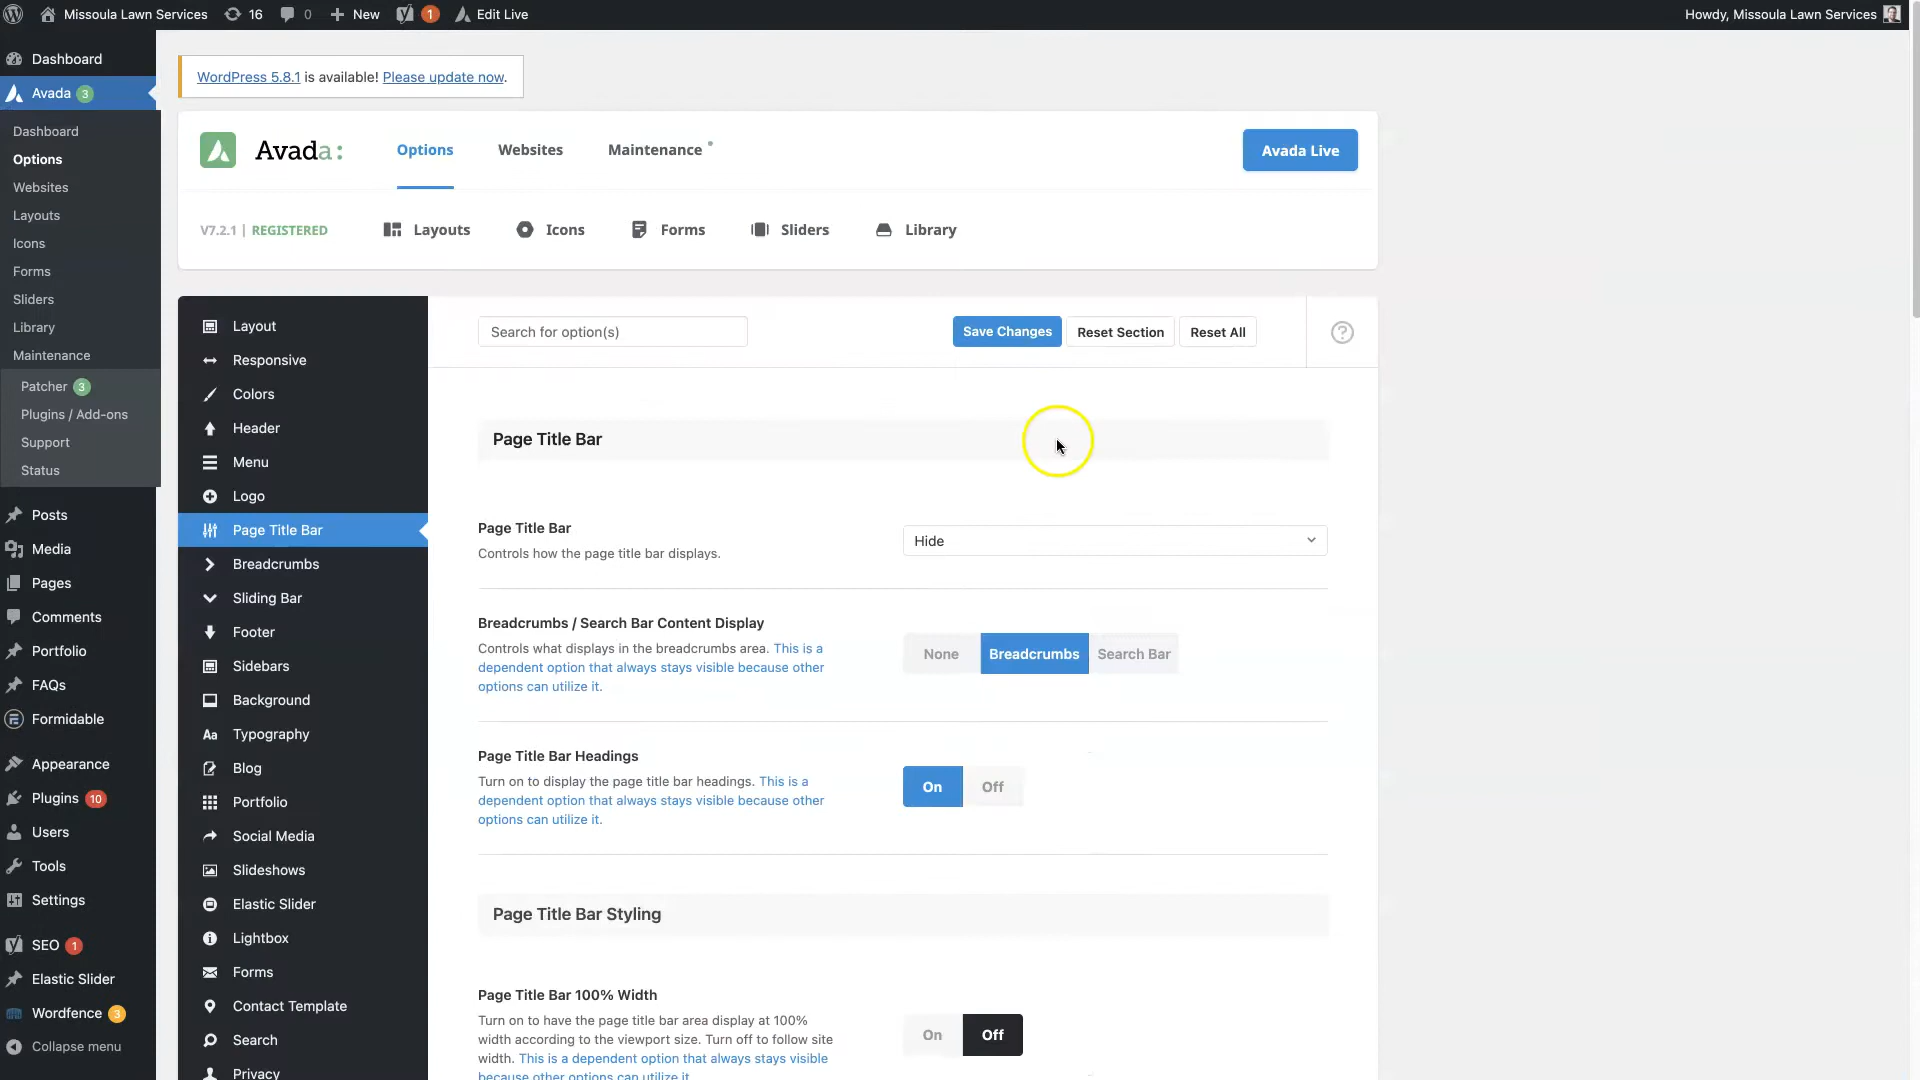 Missoula Lawn Services 16 0 New 1 Edit Live Howdy, Missoula Lawn Services
Dashboard
Avada 3
Dashboard
Options
Websites
Layouts
Icons
Forms
Sliders
Library
Maintenance
Patcher 3
Plugins / Add-ons
Support
Status
Posts
Media
Pages
Comments
Portfolio
FAQs
Formidable
Appearance
Plugins 10
Users
Tools
Settings
SEO 1
Elastic Slider
Wordfence 3
Collapse menu
WordPress 5.8.1 is available! Please update now.
Avada: Options Websites Maintenance Avada Live
V7.2.1 | REGISTERED Layouts Icons Forms Sliders Library
Layout
Responsive
Colors
Header
Menu
Logo
Page Title Bar
Breadcrumbs
Sliding Bar
Footer
Sidebars
Background
Aa Typography
Blog
Portfolio
Social Media
Slideshows
Elastic Slider
Lightbox
Forms
Contact Template
Search
Privacy
Search for option(s) Save Changes Reset Section Reset All ?
Page Title Bar
Page Title Bar
Controls how the page title bar displays.
Hide
Breadcrumbs / Search Bar Content Display
Controls what displays in the breadcrumbs area. This is a
dependent option that always stays visible because other
options can utilize it.
None Breadcrumbs Search Bar
Page Title Bar Headings
Turn on to display the page title bar headings. This is a
dependent option that always stays visible because other
options can utilize it.
On Off
Page Title Bar Styling
Page Title Bar 100% Width
Turn on to have the page title bar area display at 100%
width according to the viewport size. Turn off to follow site
width. This is a dependent option that always stays visible
because other options can utilize it.
On Off